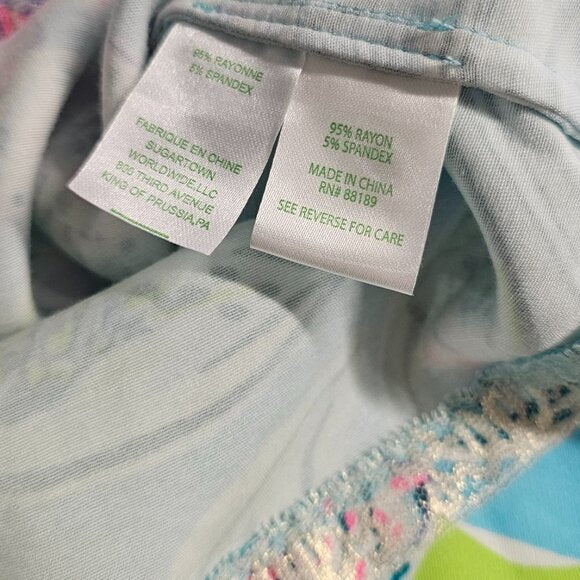 95% RAYONNE
5% SPANDEX
FABRIQUE EN CHINE
SUGARTOWN
WORLDWIDE,LLC
800 THIRD AVENUE
KING OF PRUSSIA,PA
95% RAYON
5% SPANDEX
MADE IN CHINA
RN# 88189
SEE REVERSE FOR CARE